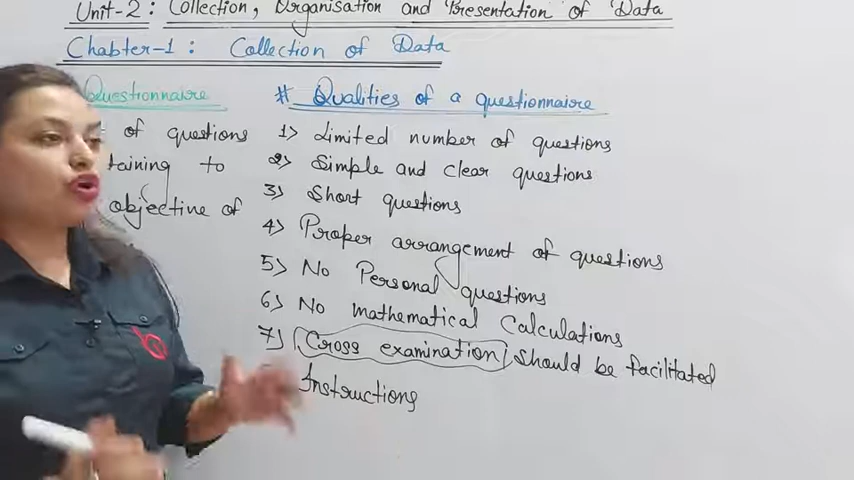 Unit-2: Collection, Organisation and Presentation of Data
Chapter-1: Collection of Data
Questionnaire
of questions
taining to
objectine of
# Qualities of a questionnaire
1) Limited number of questions
2) Simple and clear questions
3) Short questions
4) Proper arrangement of questions
5) No Personal questions
6) No mathematical Calculations
7) Cross examination should be facilitated
Instructions